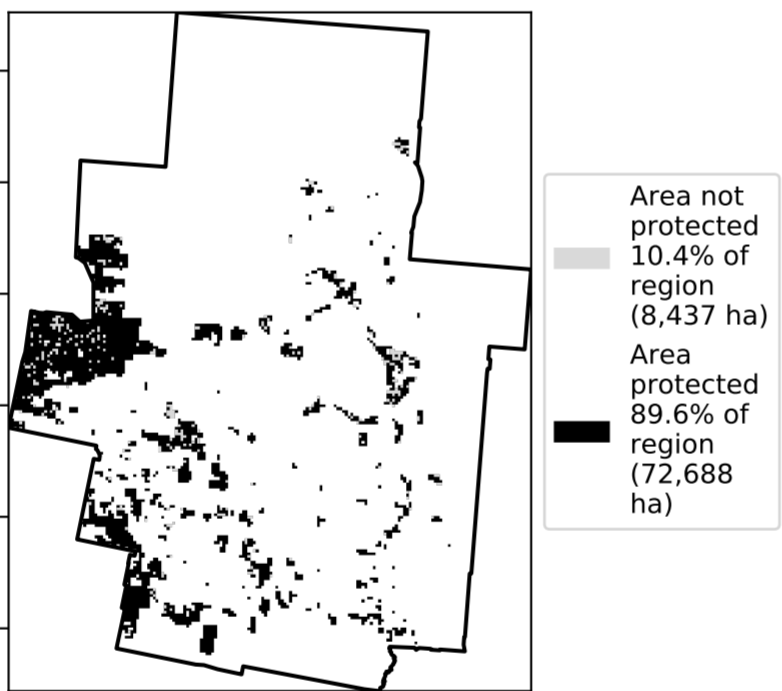 Area not
protected
10.4% of
region
(8,437 ha)
Area
protected
89.6% of
region
(72,688
ha)